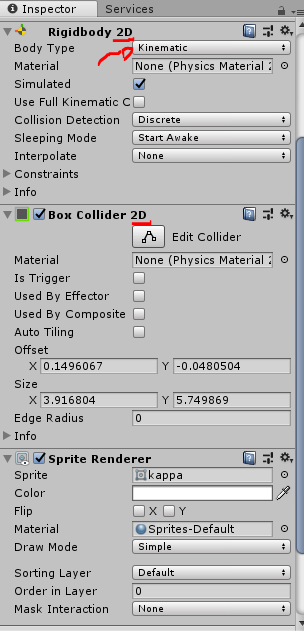 Inspector Services
Rigidbody 2D
Body Type Kinematic
Material None (Physics Material 2
Simulated
Use Full Kinematic C
Collision Detection Discrete
Sleeping Mode Start Awake
Interpolate None
Constraints
Info
Box Collider 2D
Edit Collider
Material None (Physics Material 2
Is Trigger
Used By Effector
Used By Composite
Auto Tiling
Offset
X 0.1496067 Y -0.0480504
Size
X 3.916804 Y 5.749869
Edge Radius 0
Info
Sprite Renderer
Sprite kappa
Color
Flip X Y
Material Sprites-Default
Draw Mode Simple
Sorting Layer Default
Order in Layer 0
Mask Interaction None